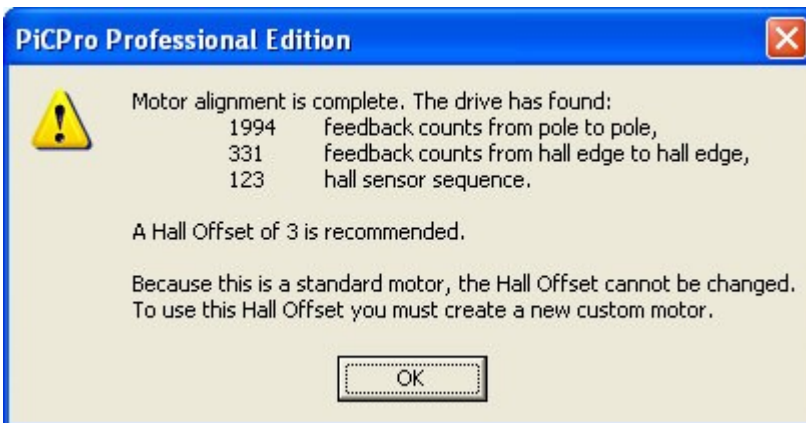 PiCPro Professional Edition
Motor alignment is complete. The drive has found:
1994 feedback counts from pole to pole,
331 feedback counts from hall edge to hall edge,
123 hall sensor sequence.
A Hall Offset of 3 is recommended.
Because this is a standard motor, the Hall Offset cannot be changed.
To use this Hall Offset you must create a new custom motor.
OK